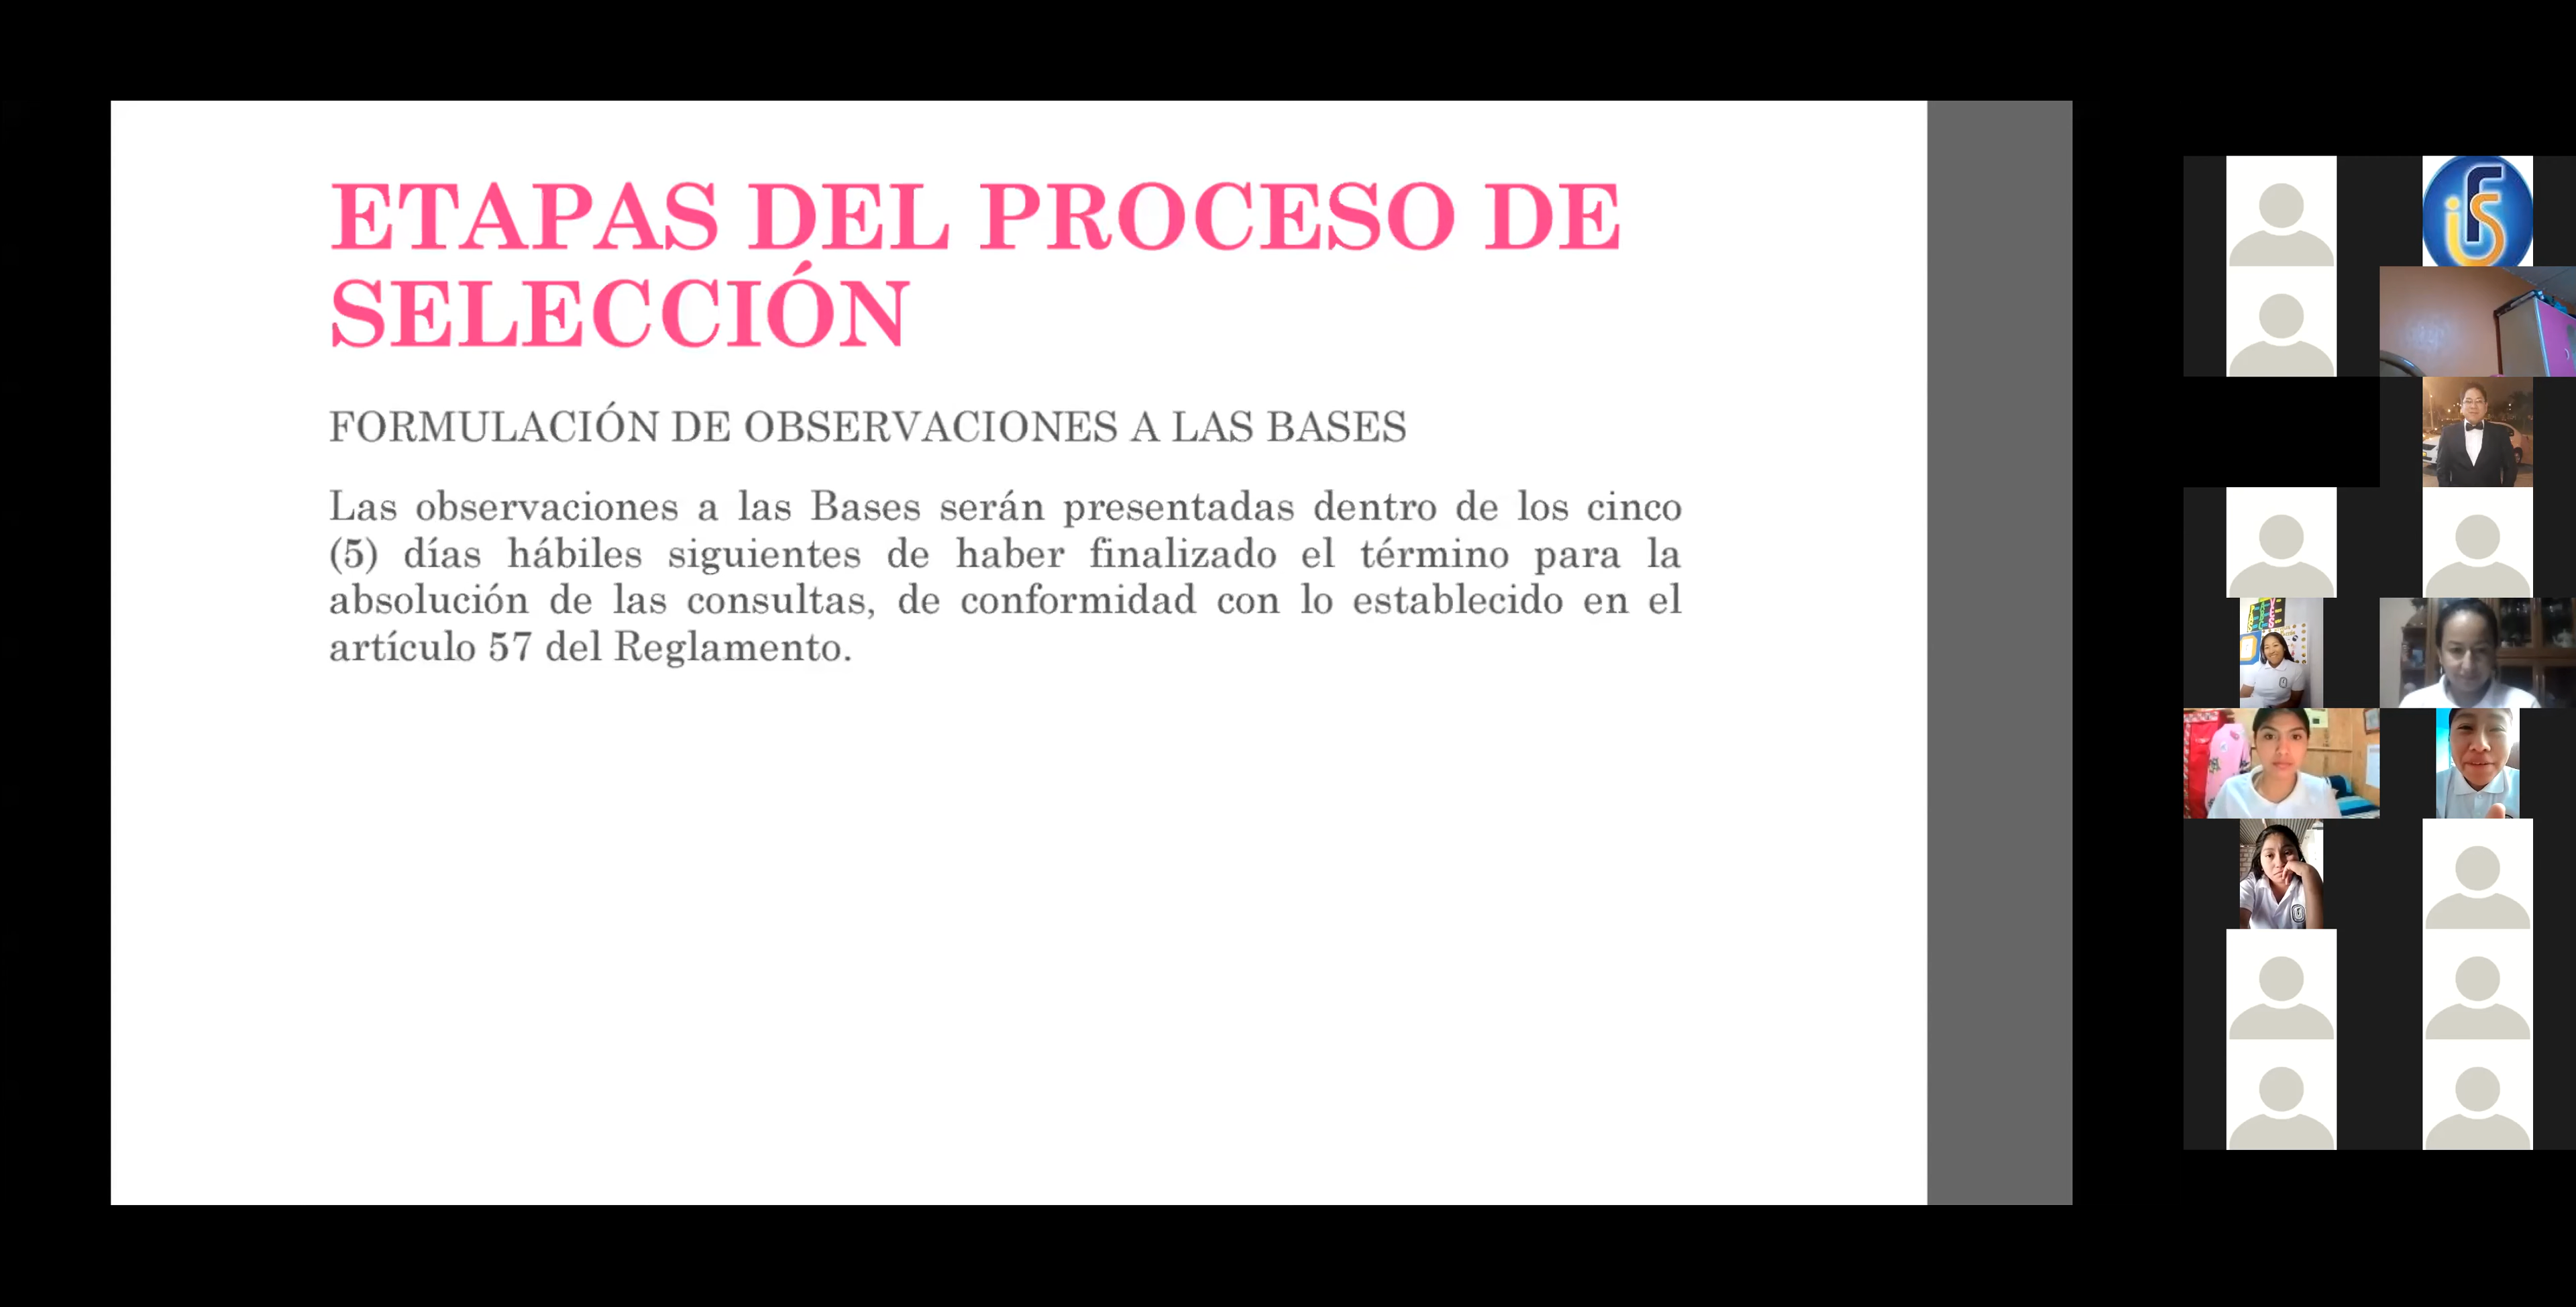 ETAPAS DEL PROCESO DE
SELECCIÓN
FORMULACIÓN DE OBSERVACIONES A LAS BASES
Las observaciones a las Bases serán presentadas dentro de los cinco
(5) días hábiles siguientes de haber finalizado el término para la
absolución de las consultas, de conformidad con lo establecido en el
artículo 57 del Reglamento.